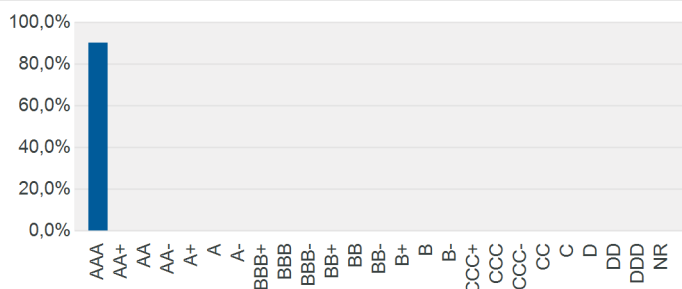 100,0%
80,0%
60,0%
40,0%
20,0%
0,0%
AAA
AA+
AA
AA-
A+
A
A-
BBB+
BBB
BBB-
BB+
BB
BB-
B+
B
B-
CCC+
CCC
CCC-
CC
C
D
DD
DDD
NR